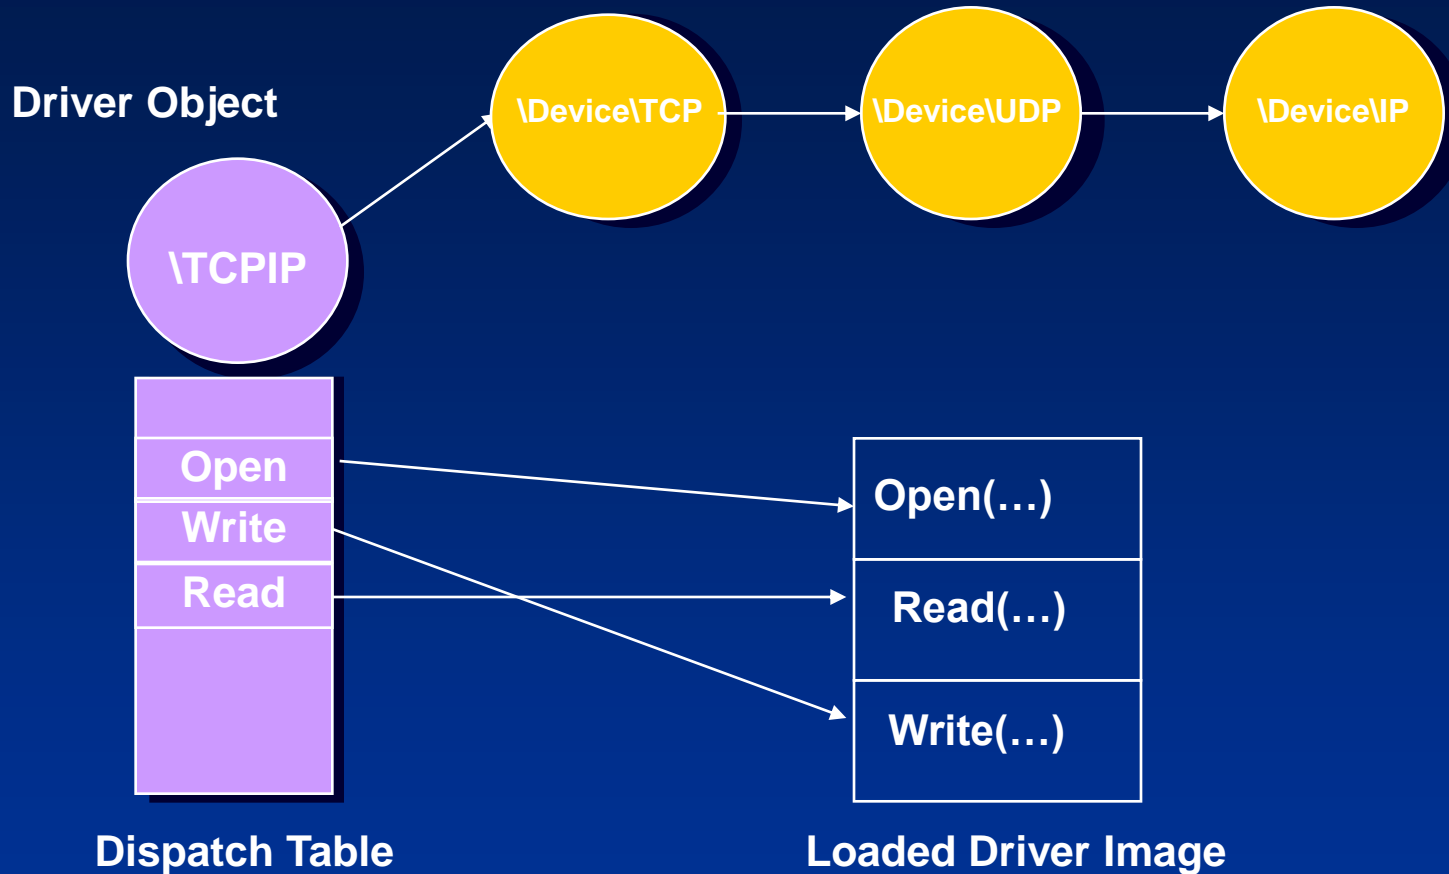 Driver Object
\Device\TCP
\Device\UDP
\Device\IP
\TCPIP
Open
Write
Read
Open(…)
Read(…)
Write(…)
Dispatch Table
Loaded Driver Image